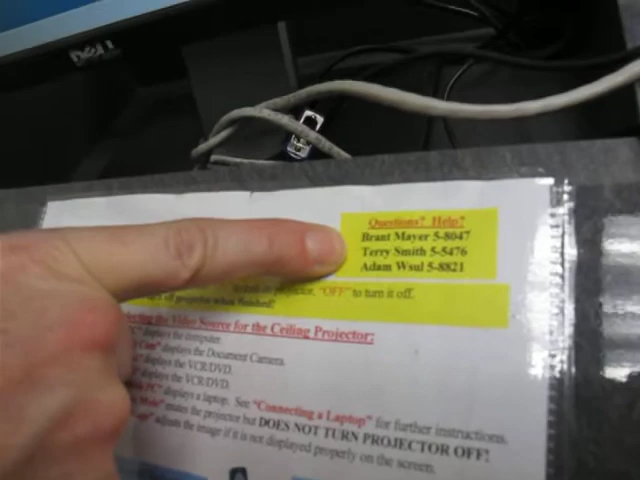 DELL
Questions? Help?
Brant Mayer 5-8047
Terry Smith 5-5476
Adam Wsul 5-8821
projector, "OFF" to turn it off.
of projector when finished!
the Video Source for the Ceiling Projector:
displays the computer.
displays the Document Camera.
displays the VCR/DVD.
displays the VCR/DVD.
displays a laptop. See "Connecting a Laptop" for further instructions.
mutes the projector but DOES NOT TURN PROJECTOR OFF!
adjusts the image if it is not displayed properly on the screen.